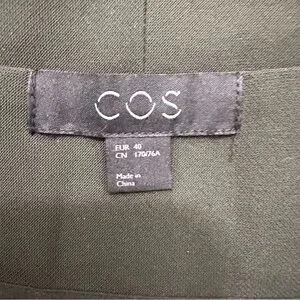 COS
EUR 40
CN 170/76A
Made in
China